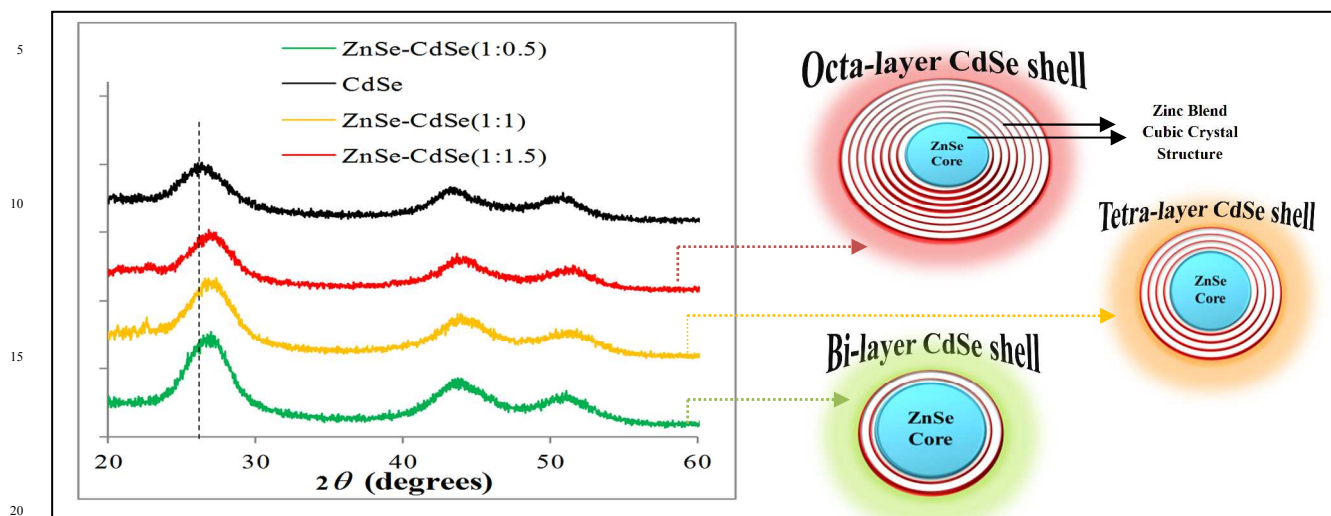 5
10
15
20
ZnSe-CdSe(1:0.5)
CdSe
ZnSe-CdSe(1:1)
ZnSe-CdSe(1:1.5)
20
30
40
50
60
2θ (degrees)
Octa-layer CdSe shell
ZnSe
Core
Zinc Blend
Cubic Crystal
Structure
Tetra-layer CdSe shell
ZnSe
Core
Bi-layer CdSe shell
ZnSe
Core